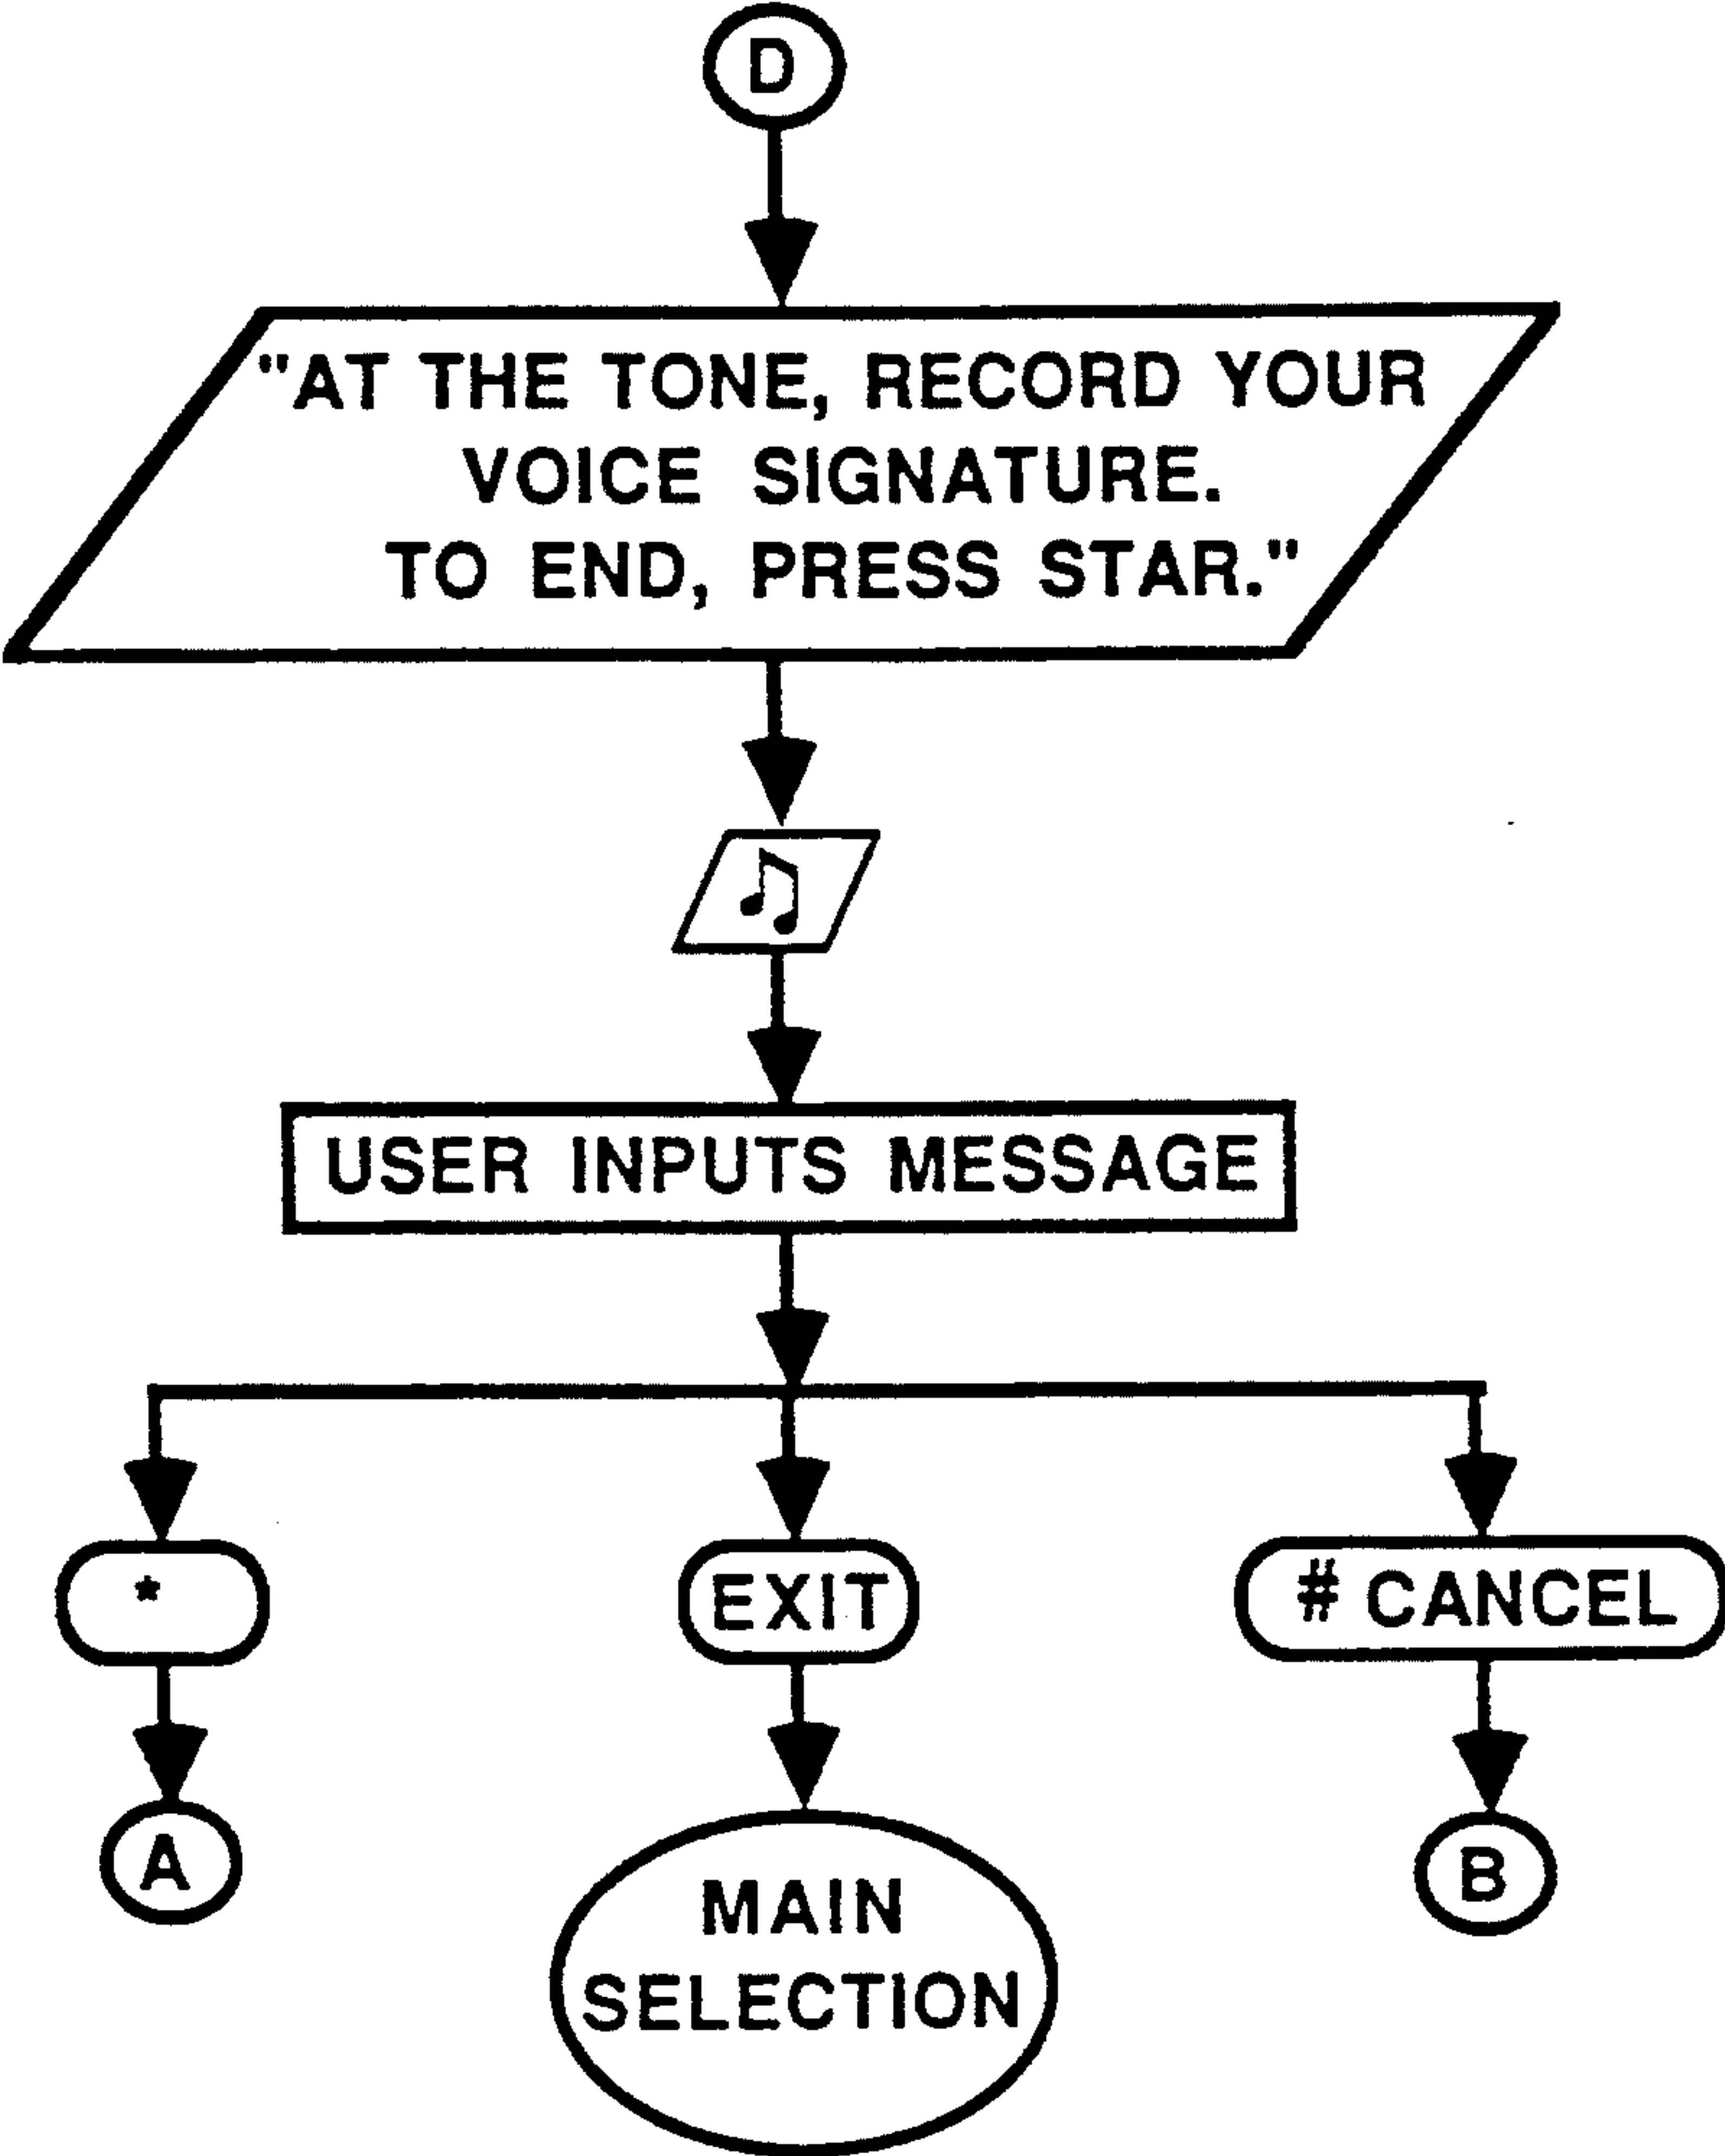 D
"AT THE TONE, RECORD YOUR
VOICE SIGNATURE.
TO END, PRESS STAR."
USER INPUTS MESSAGE
*
EXIT
# CANCEL
A
MAIN
SELECTION
B